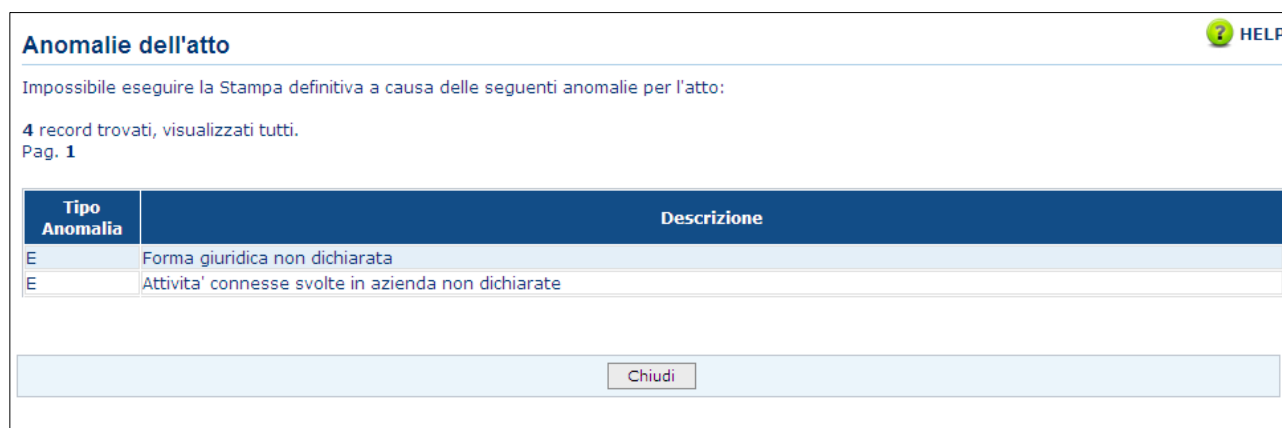 Anomalie dell'atto
? HELP
Impossibile eseguire la Stampa definitiva a causa delle seguenti anomalie per l'atto:
4 record trovati, visualizzati tutti.
Pag. 1
Tipo Anomalia Descrizione
E Forma giuridica non dichiarata
E Attivita' connesse svolte in azienda non dichiarate
Chiudi